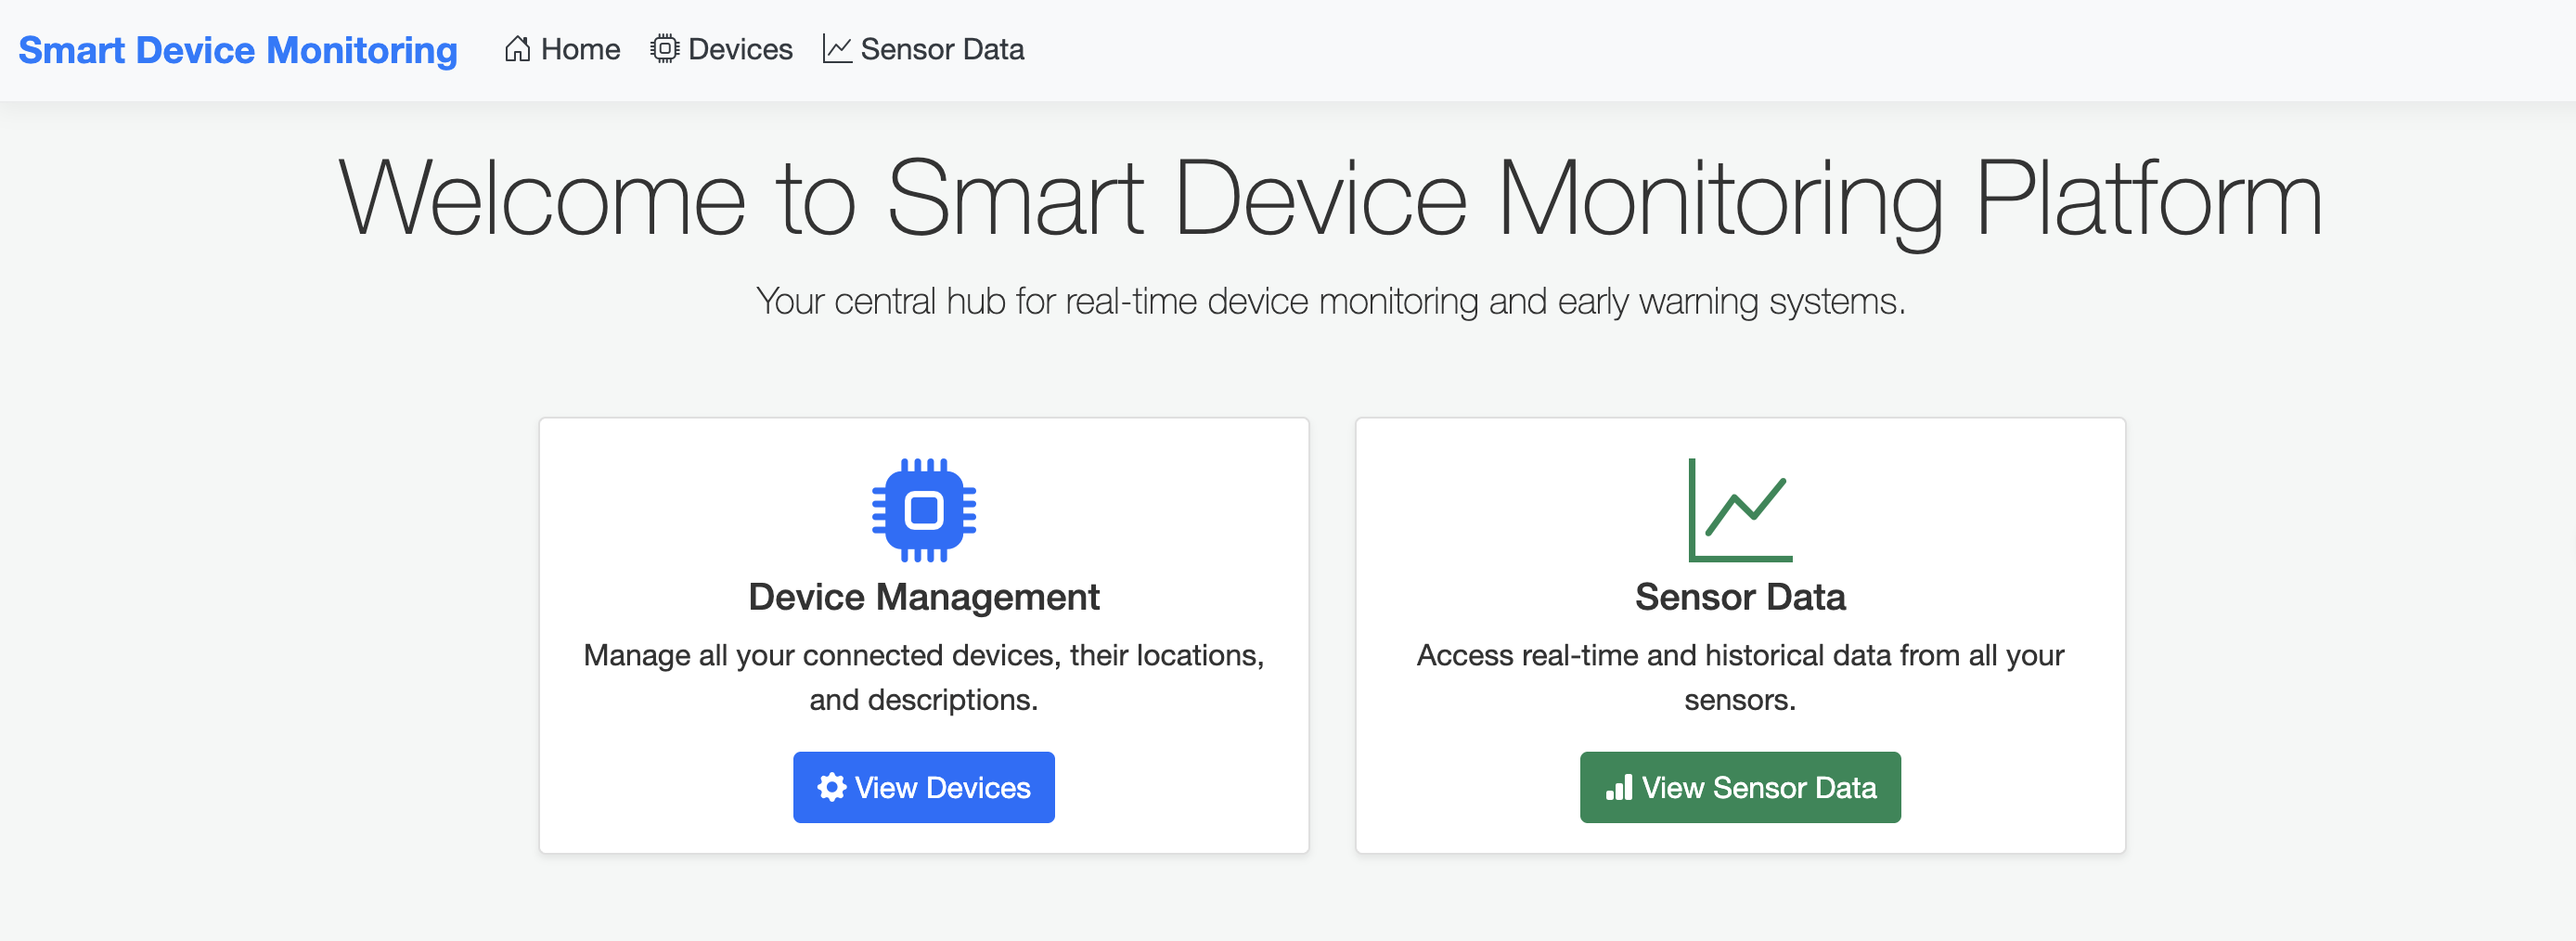 Smart Device Monitoring Home Devices Sensor Data
Welcome to Smart Device Monitoring Platform
Your central hub for real-time device monitoring and early warning systems.
Device Management
Manage all your connected devices, their locations,
and descriptions.
View Devices
Sensor Data
Access real-time and historical data from all your
sensors.
View Sensor Data